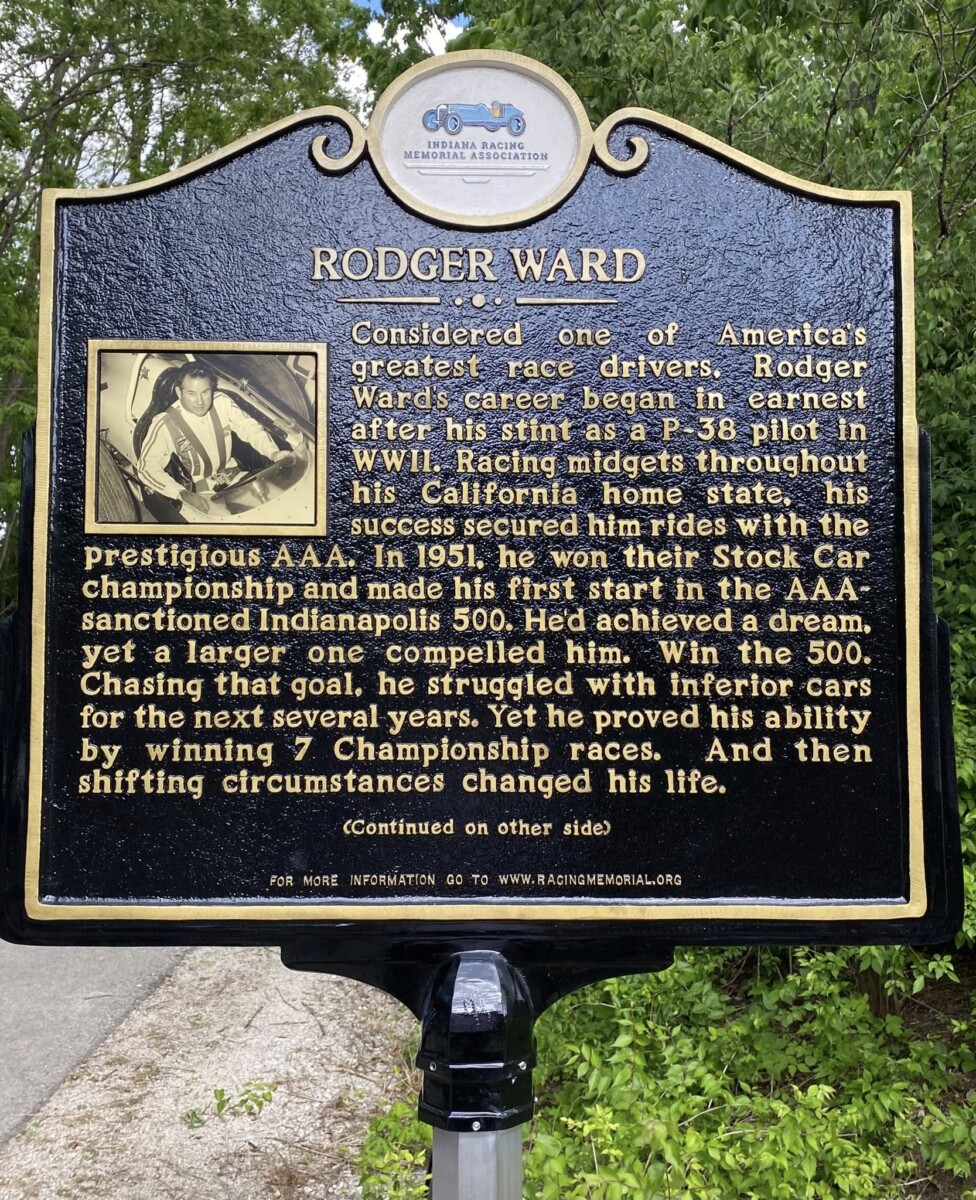 INDIANA RACING
MEMORIAL ASSOCIATION
RODGER WARD
Considered one of America's
greatest race drivers, Rodger
Ward's career began in earnest
after his stint as a P-38 pilot in
WWII. Racing midgets throughout
his California home state, his
success secured him rides with the
prestigious AAA. In 1951, he won their Stock Car
championship and made his first start in the AAA-
sanctioned Indianapolis 500. He'd achieved a dream,
yet a larger one compelled him. Win the 500.
Chasing that goal, he struggled with inferior cars
for the next several years. Yet he proved his ability
by winning 7 Championship races. And then
shifting circumstances changed his life.
(Continued on other side)
FOR MORE INFORMATION GO TO WWW.RACINGMEMORIAL.ORG